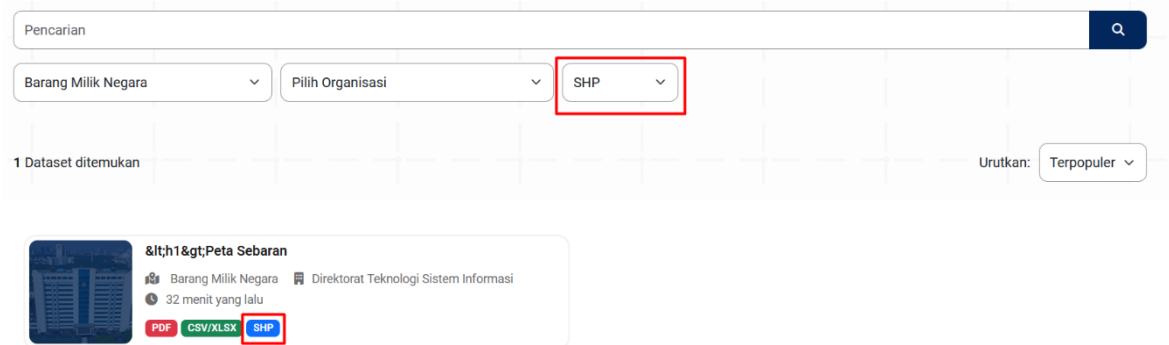 Pencarian
Barang Milik Negara Pilih Organisasi SHP
1 Dataset ditemukan Urutkan: Terpopuler
&lt;h1&gt;Peta Sebaran
Barang Milik Negara Direktorat Teknologi Sistem Informasi
32 menit yang lalu
PDF CSV/XLSX SHP